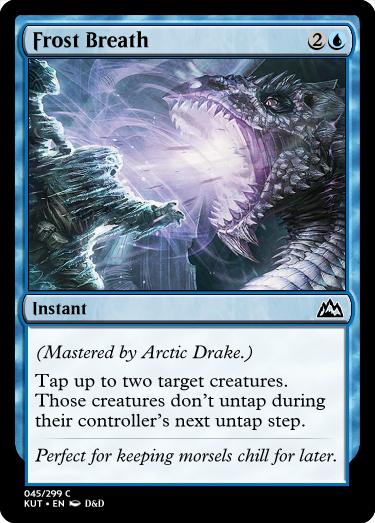 Frost Breath 2
Instant
(Mastered by Arctic Drake.)
Tap up to two target creatures.
Those creatures don't untap during
their controller's next untap step.
Perfect for keeping morsels chill for later.
045/299 C
KUT • EN D&D